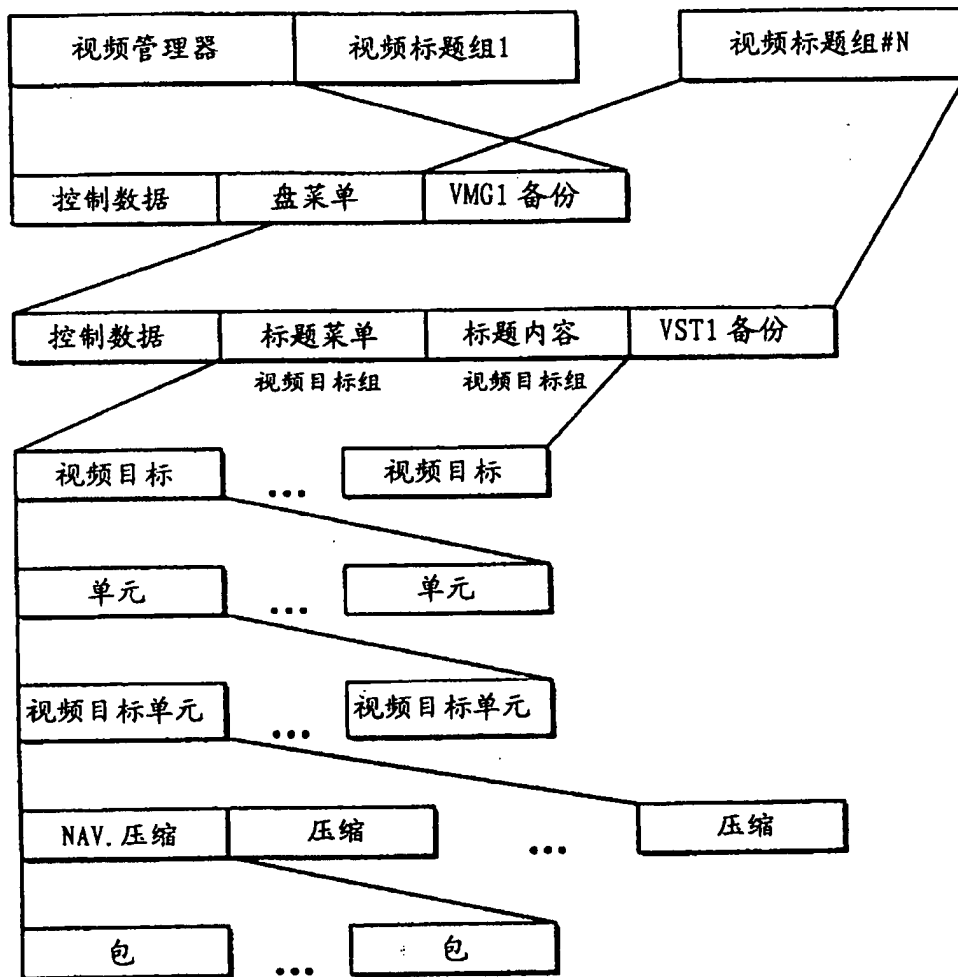 视频管理器 视频标题组1 视频标题组#N
控制数据 盘菜单 VMG1 备份
控制数据 标题菜单 标题内容 VST1 备份
视频目标组 视频目标组
视频目标 ... 视频目标
单元 ... 单元
视频目标单元 ... 视频目标单元
NAV.压缩 压缩 ... 压缩
包 ... 包